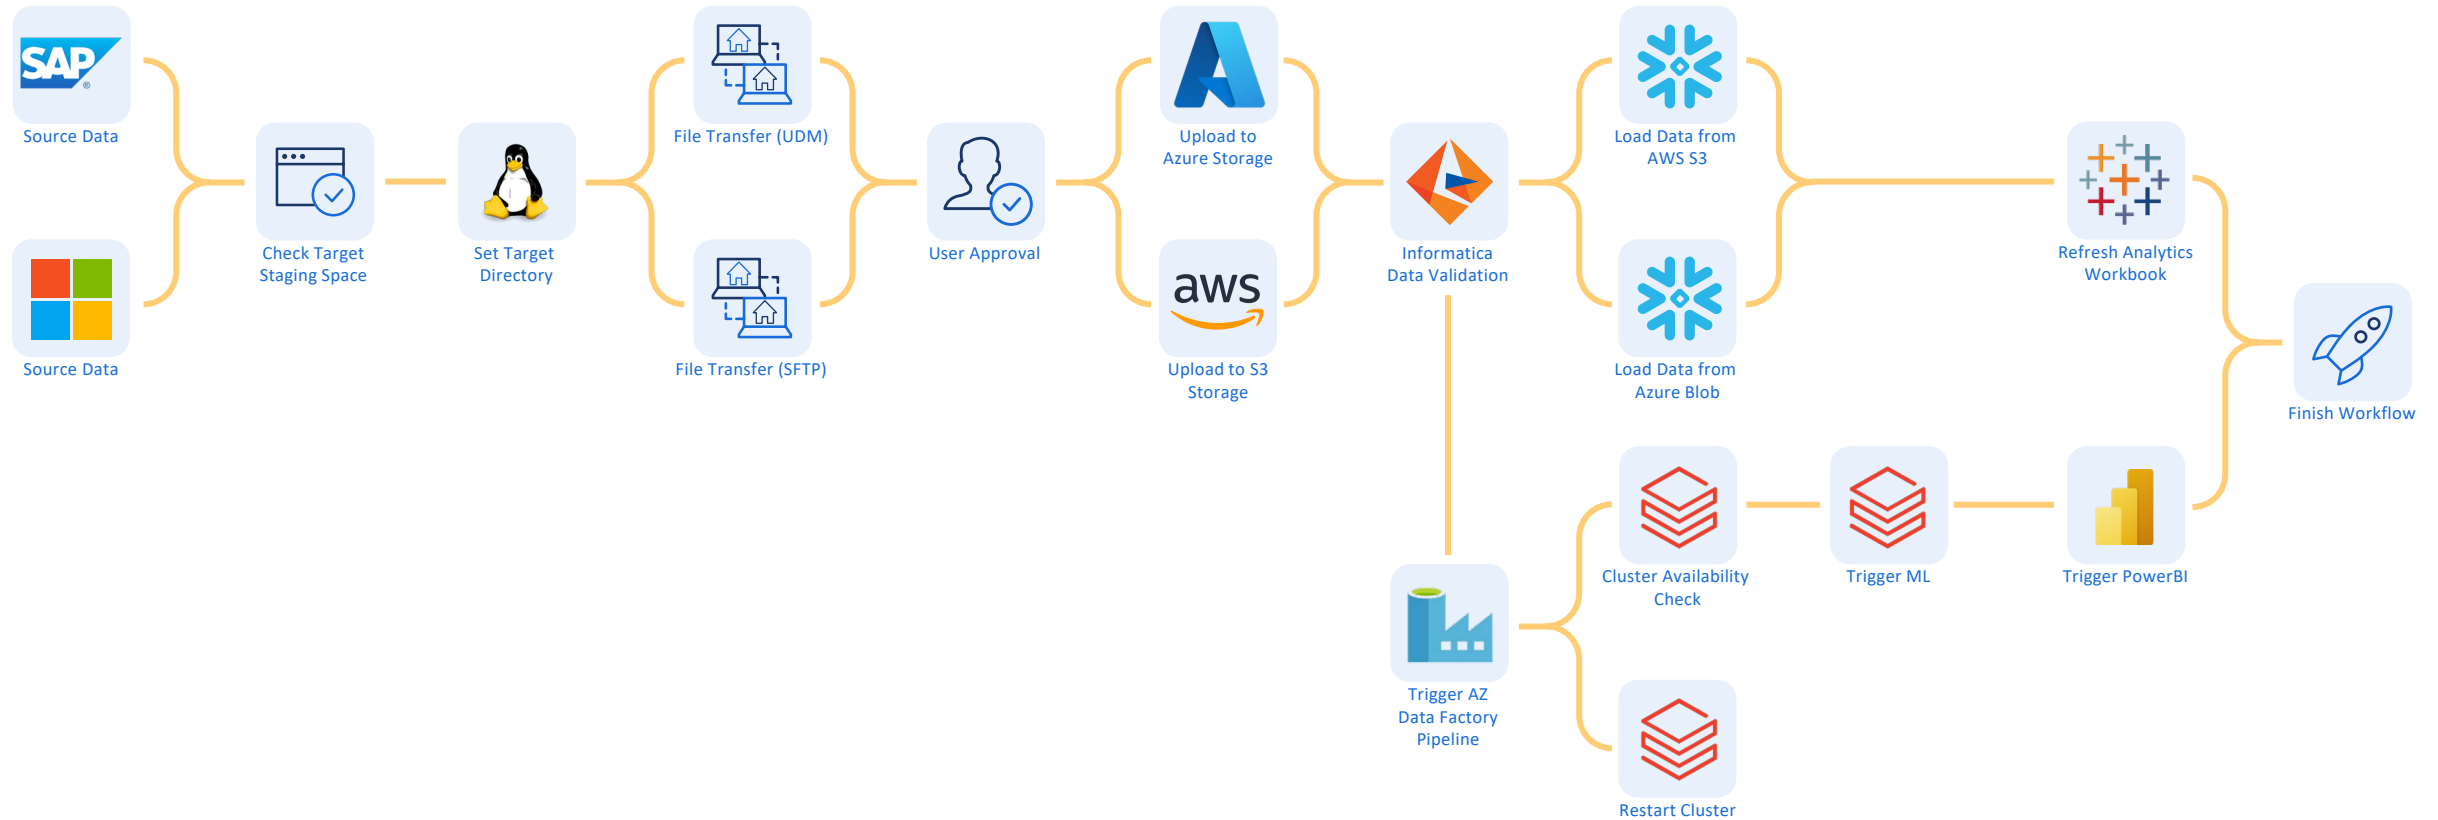 SAP
®
Source Data
Source Data
Check Target
Staging Space
Set Target
Directory
File Transfer (UDM)
File Transfer (SFTP)
User Approval
Upload to
Azure Storage
aws
Upload to S3
Storage
Informatica
Data Validation
Load Data from
AWS S3
Load Data from
Azure Blob
Refresh Analytics
Workbook
Trigger AZ
Data Factory
Pipeline
Cluster Availability
Check
Trigger ML
Trigger PowerBI
Restart Cluster
Finish Workflow